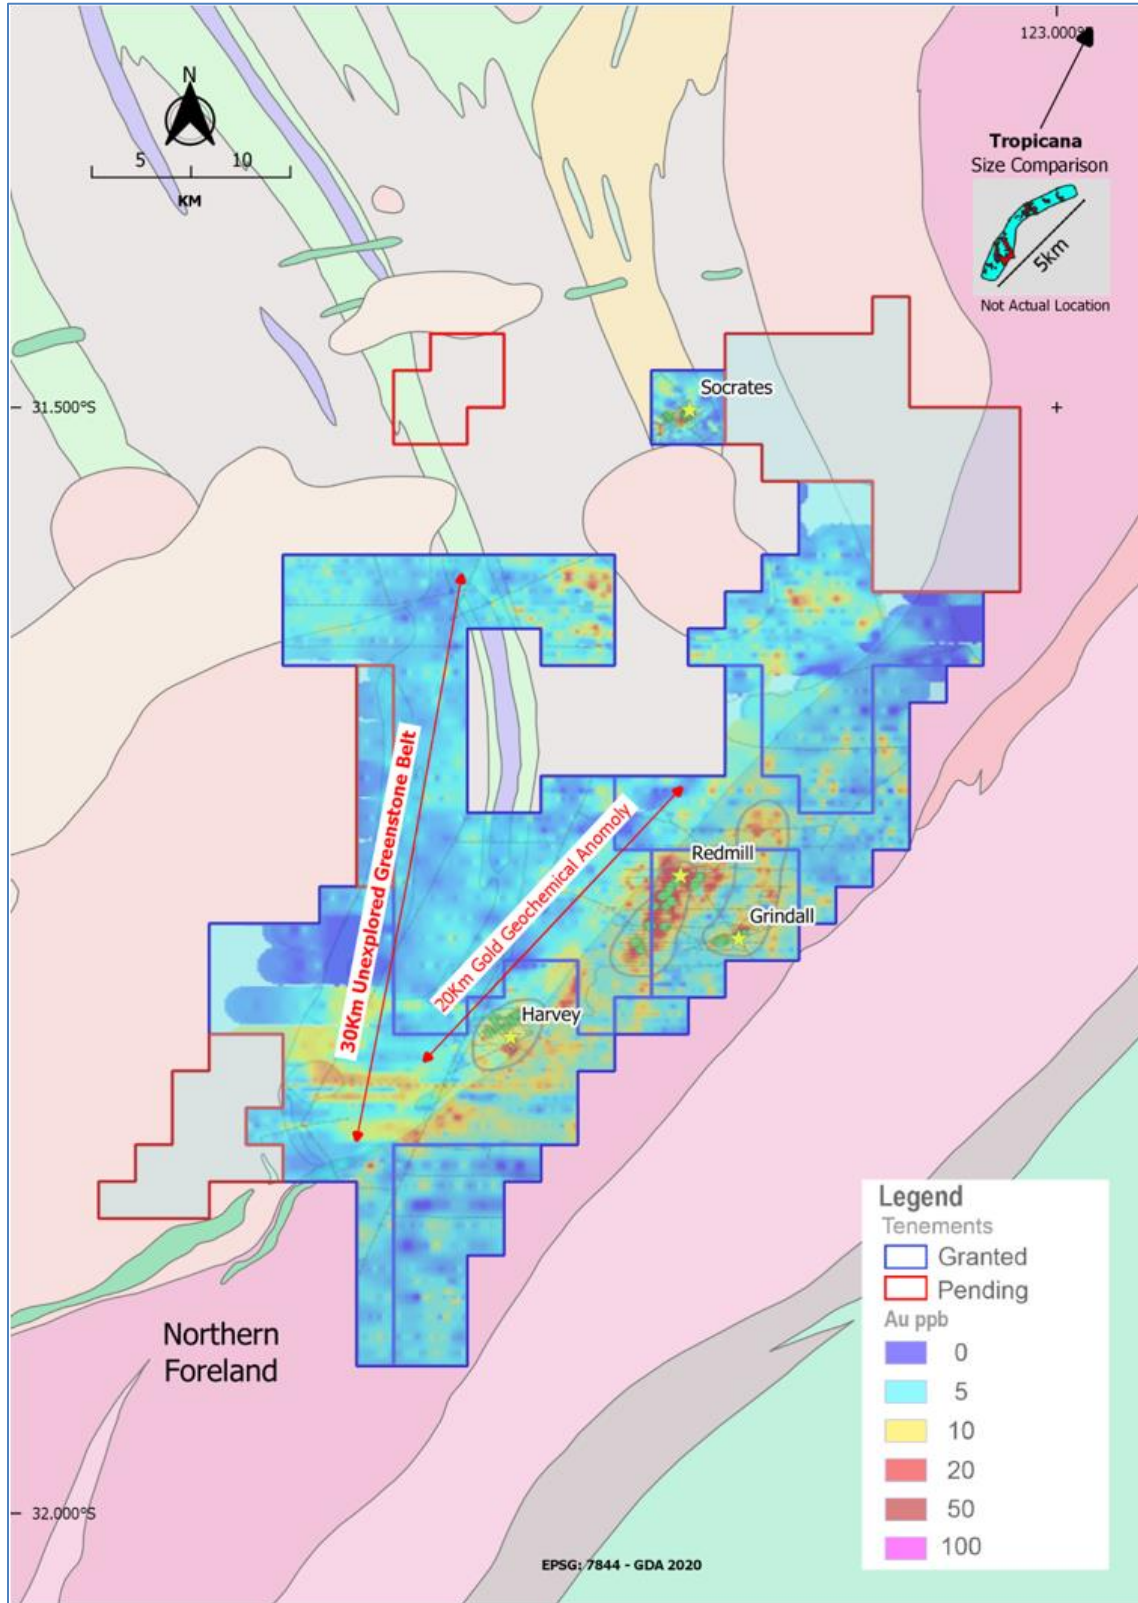 123.000°
N
5 10
KM
Tropicana
Size Comparison
5km
Not Actual Location
Socrates
31.500°S
30Km Unexplored Greenstone Belt
20Km Gold Geochemical Anomoly
Redmill
Grindall
Harvey
Northern
Foreland
Legend
Tenements
Granted
Pending
Au ppb
0
5
10
20
50
100
32.000°S
EPSG: 7844 - GDA 2020